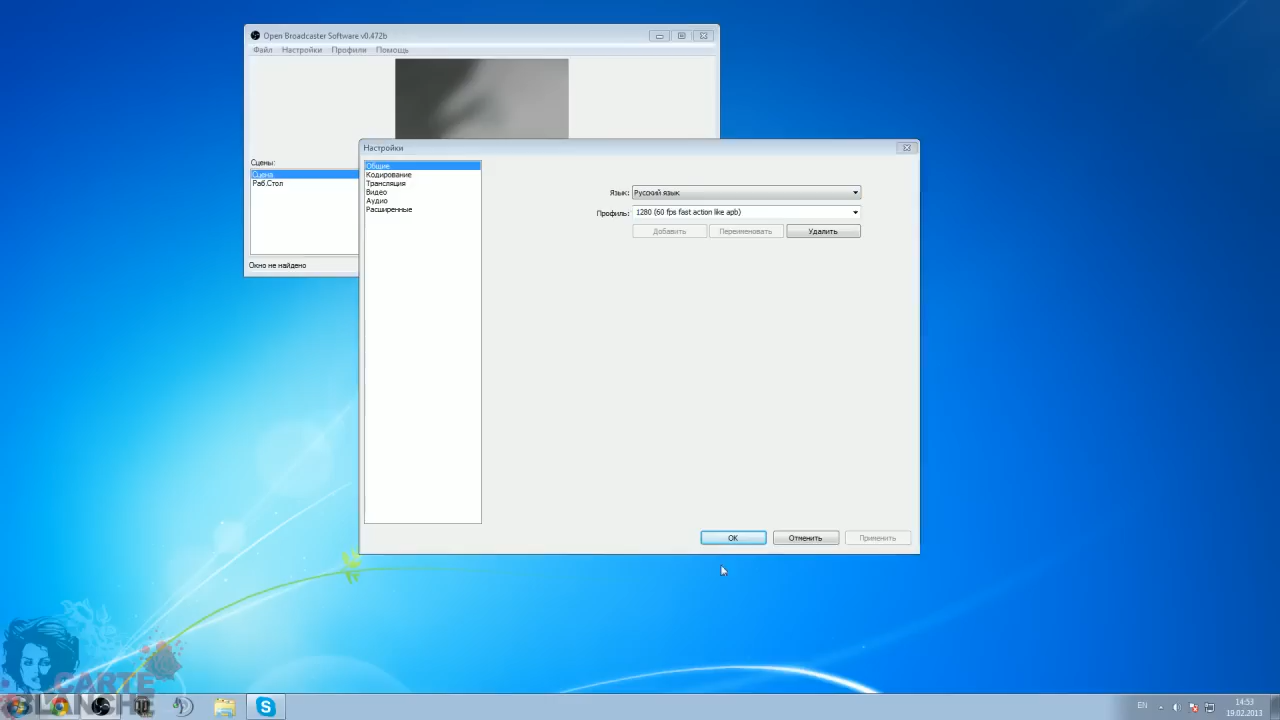 Open Broadcaster Software v0.472b
Файл Настройки Профили Помощь
Сцены:
Сцена
Раб.Стол
Окно не найдено
Настройки
Общие
Кодирование
Трансляция
Видео
Аудио
Расширенные
Язык: Русский язык
Профиль: 1280 (60 fps fast action like apb)
Добавить Переименовать Удалить
OK Отменить Применить
CARTE
BLANCHE
EN
14:53
19.02.2013